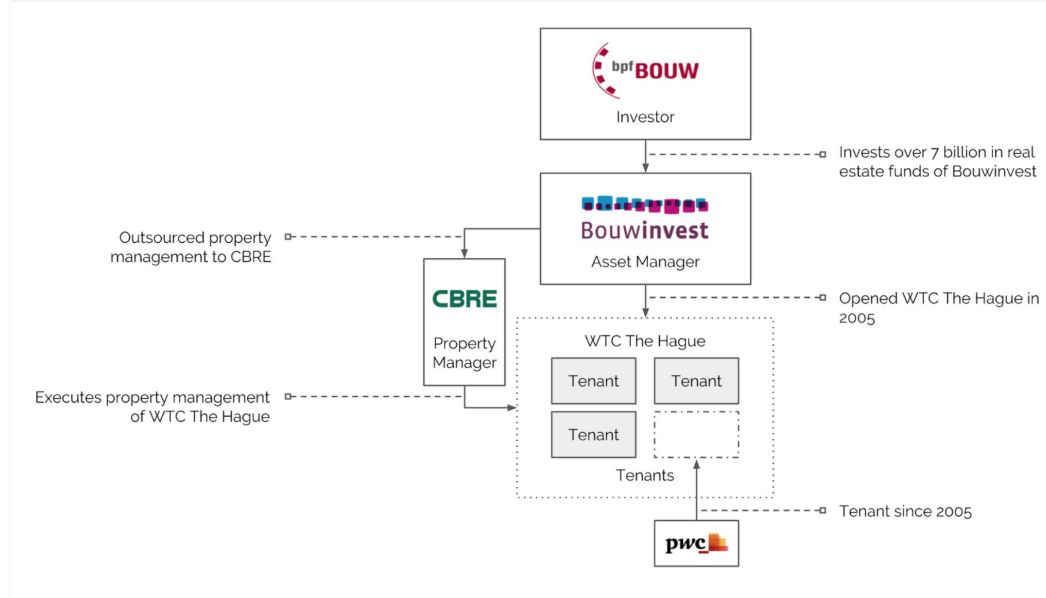 bpfBOUW
Investor
Invests over 7 billion in real
estate funds of Bouwinvest
Bouwinvest
Asset Manager
Outsourced property
management to CBRE
CBRE
Property
Manager
Opened WTC The Hague in
2005
WTC The Hague
Tenant
Tenant
Tenant
Tenants
Executes property management
of WTC The Hague
Tenant since 2005
pwc